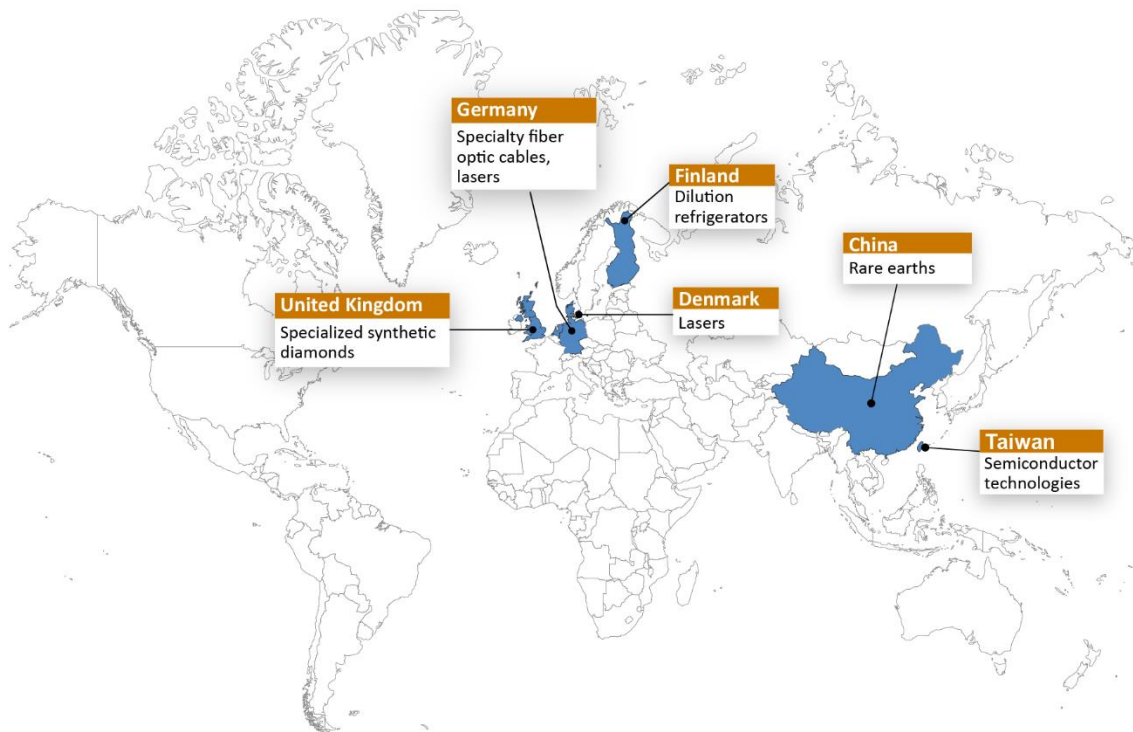 Germany
Specialty fiber
optic cables,
lasers
Finland
Dilution
refrigerators
China
Rare earths
United Kingdom
Specialized synthetic
diamonds
Denmark
Lasers
Taiwan
Semiconductor
technologies